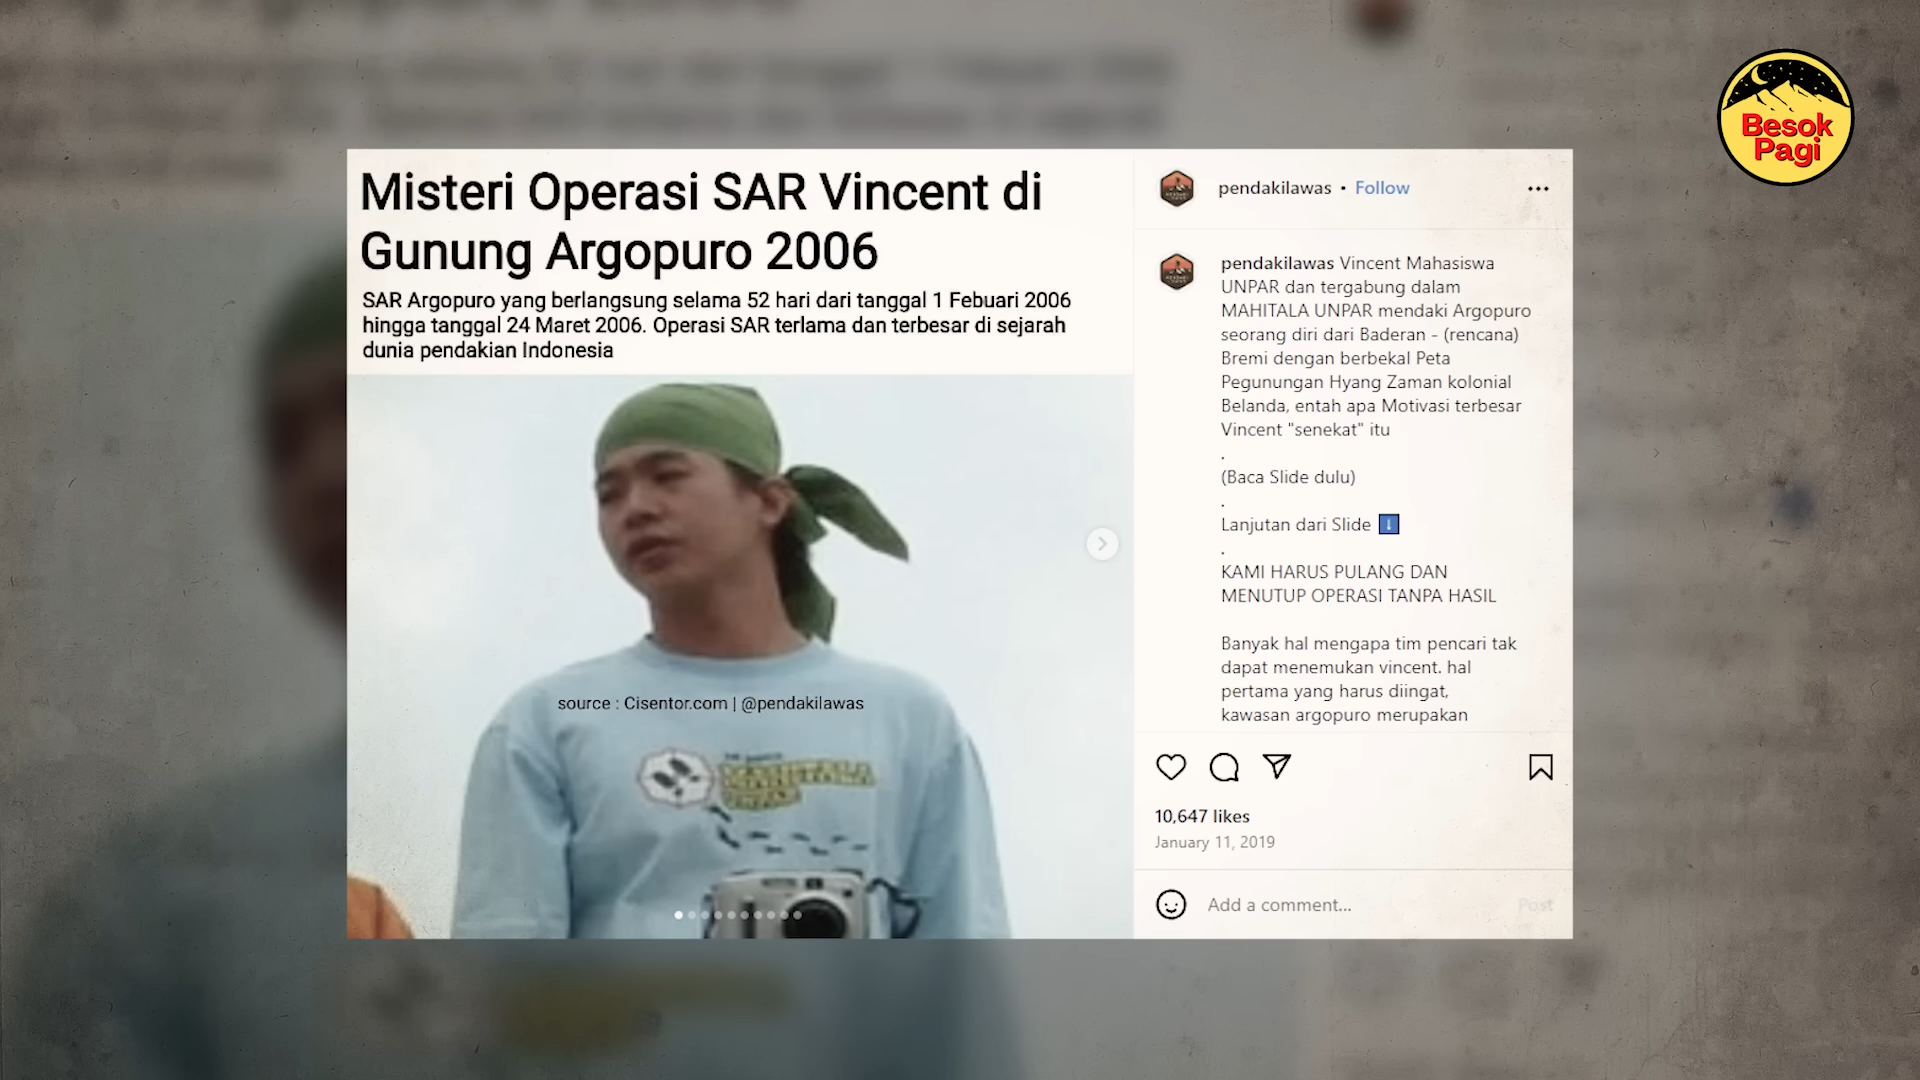 Besok
Pagi
Misteri Operasi SAR Vincent di
Gunung Argopuro 2006
SAR Argopuro yang berlangsung selama 52 hari dari tanggal 1 Febuari 2006
hingga tanggal 24 Maret 2006. Operasi SAR terlama dan terbesar di sejarah
dunia pendakian Indonesia
source : Cisentor.com | @pendakilawas
MAHITALA
UNPAR
pendakilawas • Follow
pendakilawas Vincent Mahasiswa
UNPAR dan tergabung dalam
MAHITALA UNPAR mendaki Argopuro
seorang diri dari Baderan - (rencana)
Bremi dengan berbekal Peta
Pegunungan Hyang Zaman kolonial
Belanda, entah apa Motivasi terbesar
Vincent "senekat" itu
.
(Baca Slide dulu)
.
Lanjutan dari Slide ⬇
.
KAMI HARUS PULANG DAN
MENUTUP OPERASI TANPA HASIL
Banyak hal mengapa tim pencari tak
dapat menemukan vincent. hal
pertama yang harus diingat,
kawasan argopuro merupakan
10,647 likes
January 11, 2019
Add a comment...
Post